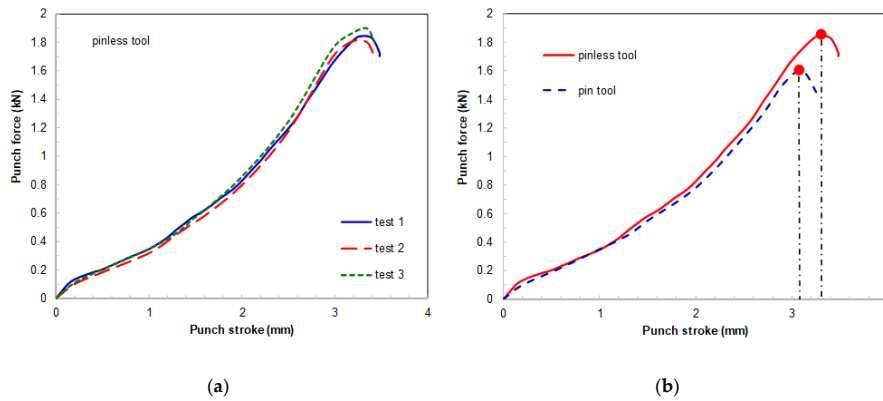 2
1.8
1.6
1.4
1.2
1
0.8
0.6
0.4
0.2
0
Punch force (kN)
pinless tool
test 1
test 2
test 3
0
1
2
3
4
Punch stroke (mm)
(a)
2
1.8
1.6
1.4
1.2
1
0.8
0.6
0.4
0.2
0
Punch force (kN)
pinless tool
pin tool
0
1
2
3
Punch stroke (mm)
(b)